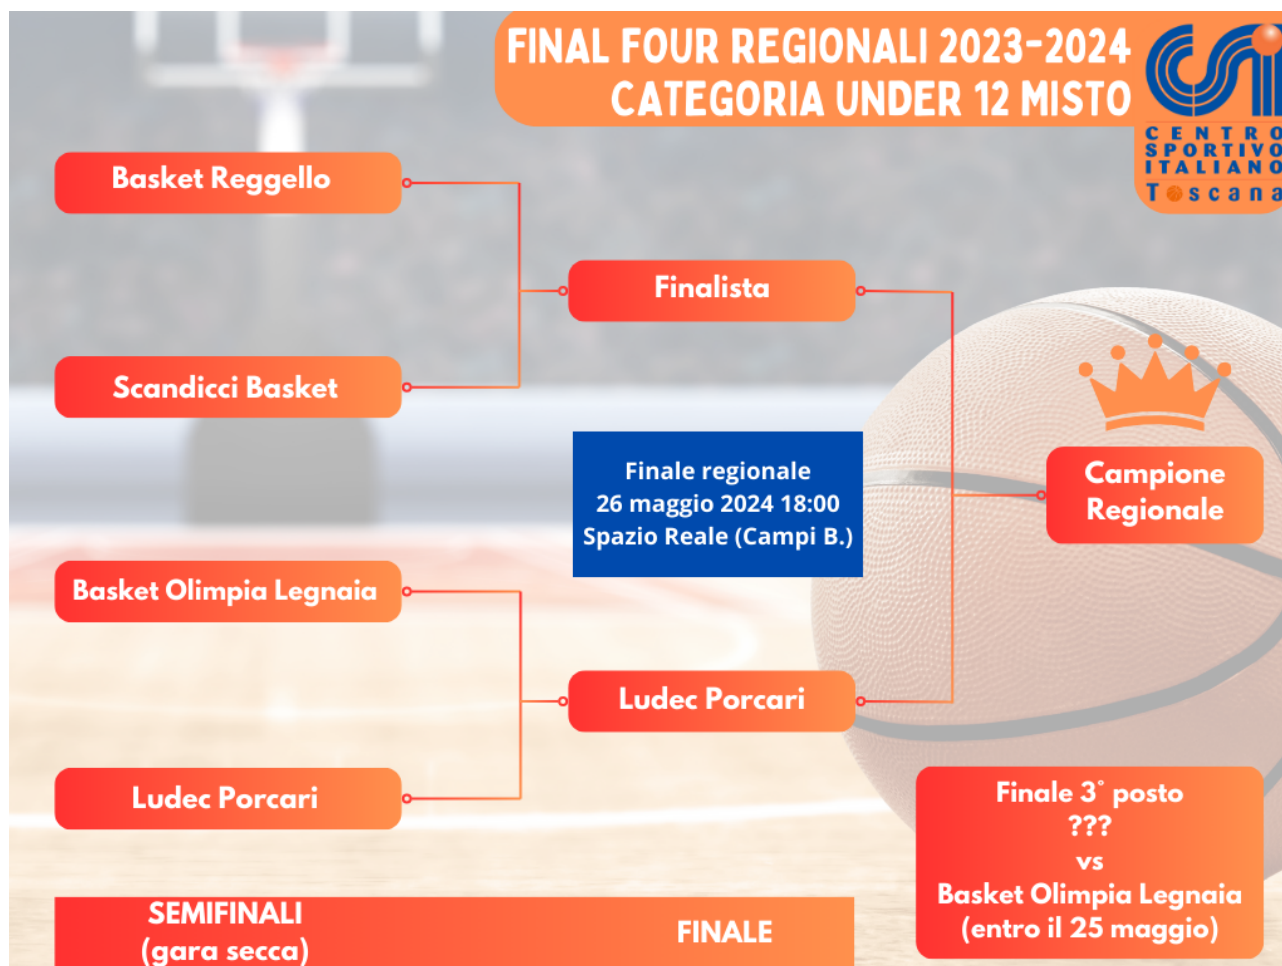 FINAL FOUR REGIONALI 2023-2024
CATEGORIA UNDER 12 MISTO
CSI
CENTRO
SPORTIVO
ITALIANO
Toscana
Basket Reggello
Finalista
Scandicci Basket
Finale regionale
26 maggio 2024 18:00
Spazio Reale (Campi B.)
Campione
Regionale
Basket Olimpia Legnaia
Ludec Porcari
Ludec Porcari
Finale 3° posto
???
vs
Basket Olimpia Legnaia
(entro il 25 maggio)
SEMIFINALI
(gara secca)
FINALE